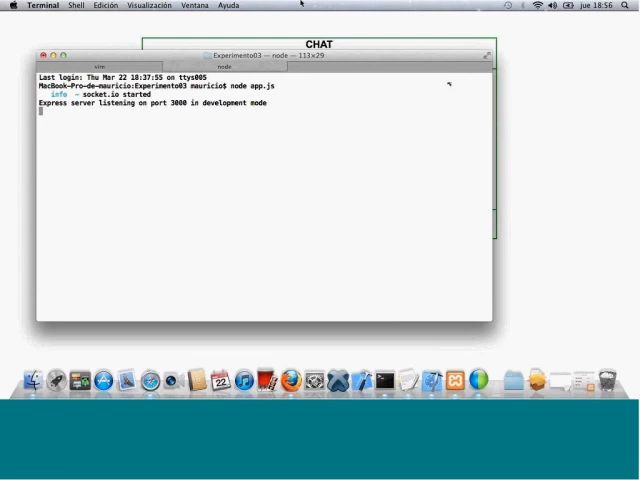 Terminal Shell Edición Visualización Ventana Ayuda jue 18:56
CHAT
Experimento03 — node — 113×29
vim node
Last login: Thu Mar 22 18:37:55 on ttys005
MacBook-Pro-de-mauricio:Experimento03 mauricio$ node app.js
info - socket.io started
Express server listening on port 3000 in development mode
22